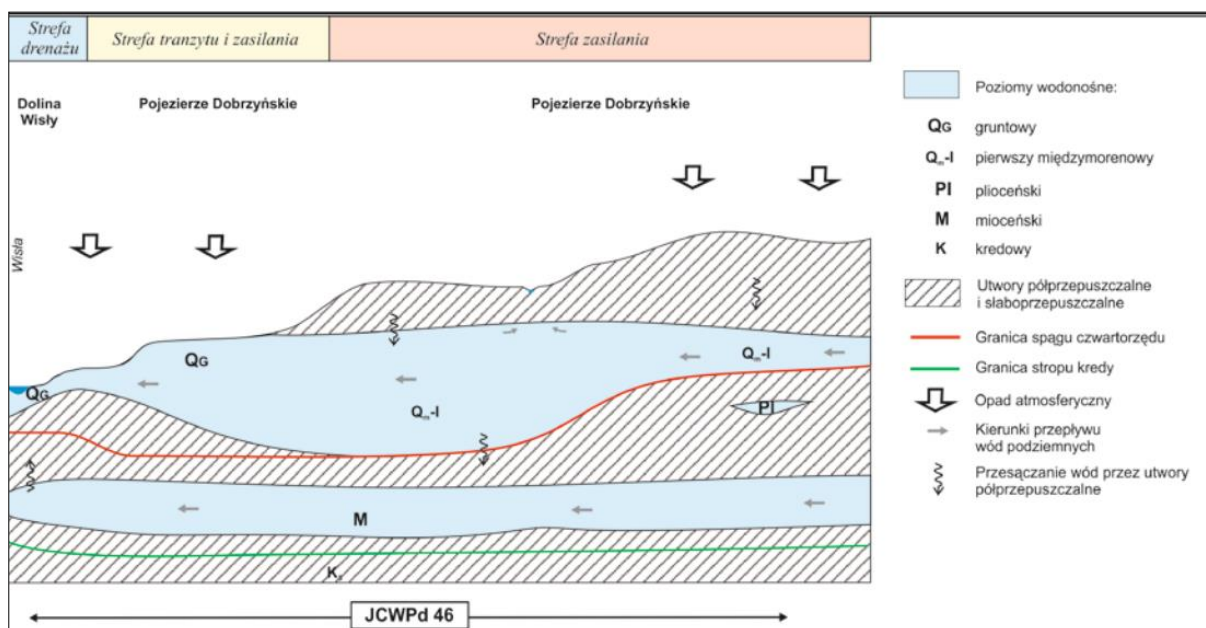 Strefa
drenażu
Strefa tranzytu i zasilania
Strefa zasilania
Dolina
Wisły
Pojezierze Dobrzyńskie
Pojezierze Dobrzyńskie
Wisła
QG
QG
Qm-I
Qm-I
Pl
M
JCWPd 46
Poziomy wodonośne:
QG gruntowy
Qm-I pierwszy międzymorenowy
Pl plioceński
M mioceński
K kredowy
Utwory półprzepuszczalne
i słaboprzepuszczalne
Granica spągu czwartorzędu
Granica stropu kredy
Opad atmosferyczny
Kierunki przepływu
wód podziemnych
Przesączanie wód przez utwory
półprzepuszczalne